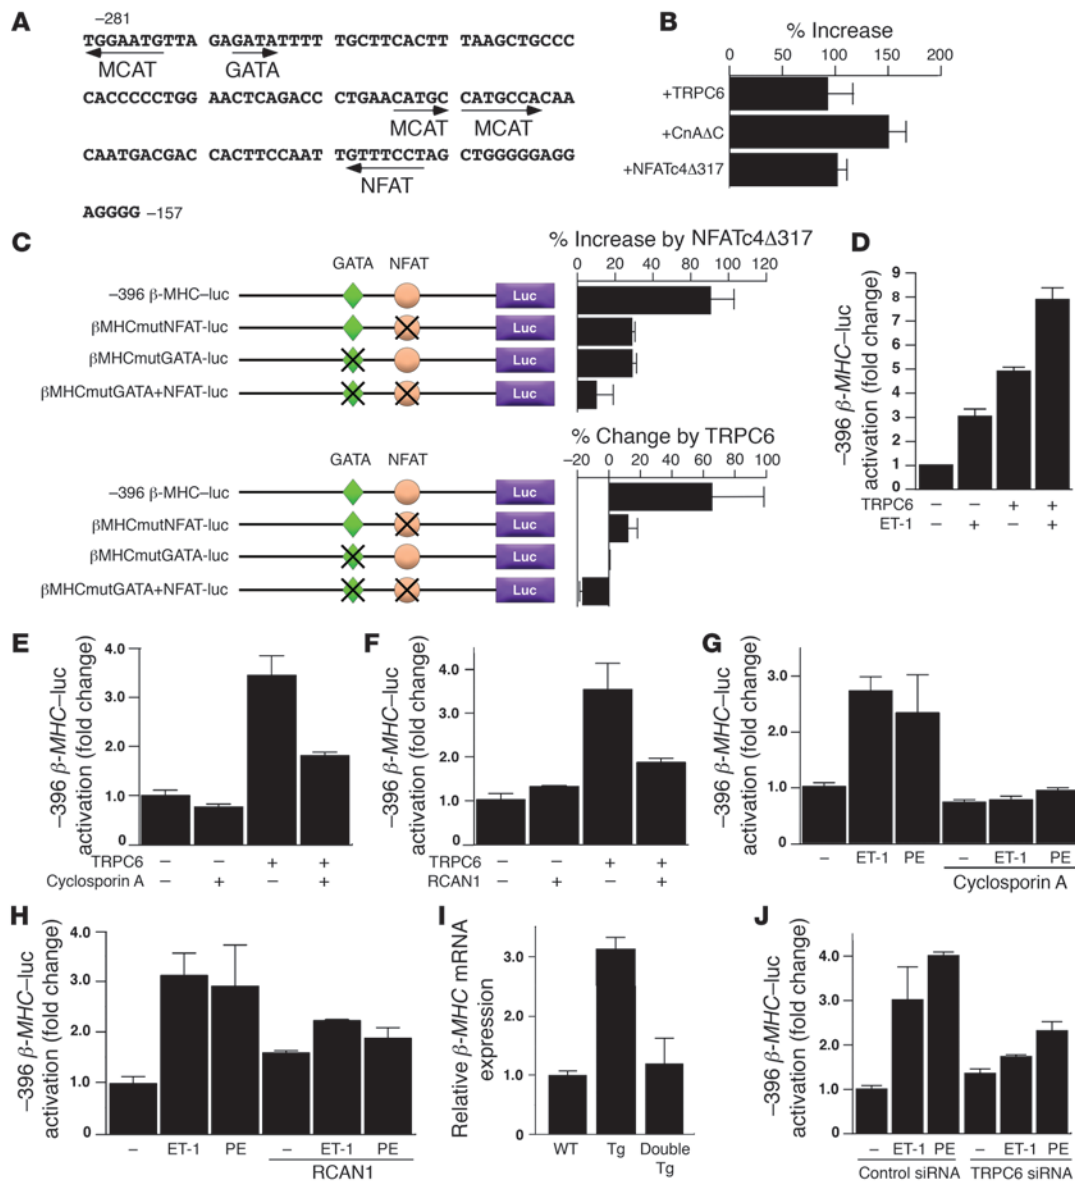 A
−281
TGGAATGTTA GAGATATTTT TGCTTCACTT TTAAGCTGCCC
MCAT GATA
CACCCCCTGG AACTCAGACC CTGAACATGC CATGCCACAA
MCAT MCAT
CAATGACGAC CACTTCCAAT TGTTTCCTAG CTGGGGGAGG
NFAT
AGGGG −157
B
% Increase
0 50 100 150 200
+TRPC6
+CnAΔC
+NFATc4Δ317
C
% Increase by NFATc4Δ317
0 20 40 60 80 100 120
GATA NFAT
−396 β-MHC–luc Luc
βMHCmutNFAT-luc Luc
βMHCmutGATA-luc Luc
βMHCmutGATA+NFAT-luc Luc
% Change by TRPC6
−20 0 20 40 60 80 100
GATA NFAT
−396 β-MHC–luc Luc
βMHCmutNFAT-luc Luc
βMHCmutGATA-luc Luc
βMHCmutGATA+NFAT-luc Luc
D
−396 β-MHC–luc
activation (fold change)
9
8
7
6
5
4
3
2
1
0
TRPC6 − − + +
ET-1 − + − +
E
−396 β-MHC–luc
activation (fold change)
4.0
3.0
2.0
1.0
0
TRPC6 − − + +
Cyclosporin A − + − +
F
−396 β-MHC–luc
activation (fold change)
4.0
3.0
2.0
1.0
0
TRPC6 − − + +
RCAN1 − + − +
G
−396 β-MHC–luc
activation (fold change)
3.0
2.0
1.0
0
− ET-1 PE − ET-1 PE
Cyclosporin A
H
−396 β-MHC–luc
activation (fold change)
4.0
3.0
2.0
1.0
0
− ET-1 PE − ET-1 PE
RCAN1
I
Relative β-MHC mRNA
expression
3.0
2.0
1.0
0
WT Tg Double
Tg
J
−396 β-MHC–luc
activation (fold change)
4.0
3.0
2.0
1.0
0
− ET-1 PE − ET-1 PE
Control siRNA TRPC6 siRNA